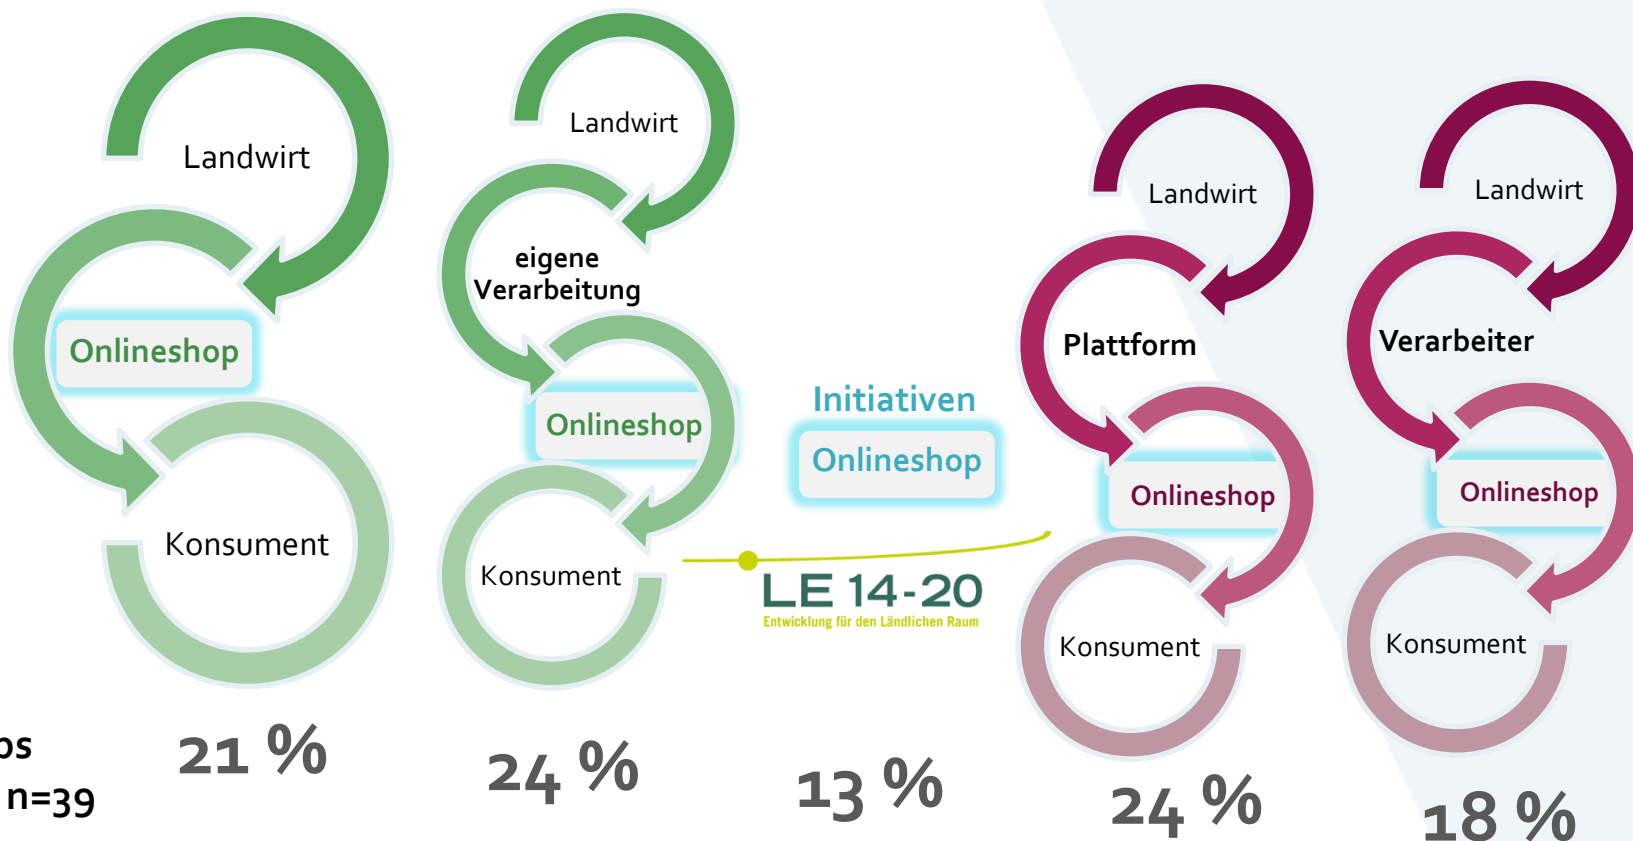 Landwirt
Onlineshop
Konsument
21 %
Landwirt
eigene
Verarbeitung
Onlineshop
Konsument
24 %
Initiativen
Onlineshop
LE 14-20
Entwicklung für den Ländlichen Raum
13 %
Landwirt
Plattform
Onlineshop
Konsument
24 %
Landwirt
Verarbeiter
Onlineshop
Konsument
18 %
n=39